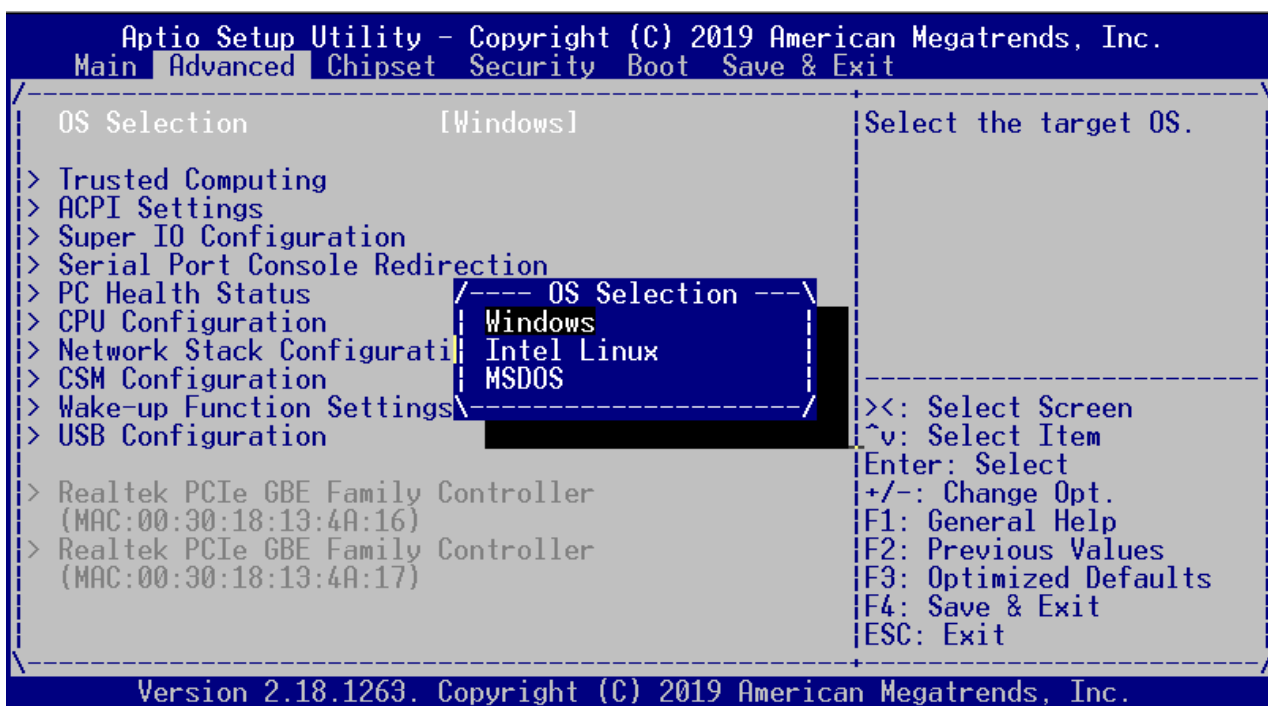 Aptio Setup Utility - Copyright (C) 2019 American Megatrends, Inc.
Main Advanced Chipset Security Boot Save & Exit
OS Selection [Windows]
Select the target OS.
> Trusted Computing
> ACPI Settings
> Super IO Configuration
> Serial Port Console Redirection
> PC Health Status
> CPU Configuration
> Network Stack Configurati
> CSM Configuration
> Wake-up Function Settings
> USB Configuration
> Realtek PCIe GBE Family Controller
(MAC:00:30:18:13:4A:16)
> Realtek PCIe GBE Family Controller
(MAC:00:30:18:13:4A:17)
OS Selection
Windows
Intel Linux
MSDOS
><: Select Screen
^v: Select Item
Enter: Select
+/-: Change Opt.
F1: General Help
F2: Previous Values
F3: Optimized Defaults
F4: Save & Exit
ESC: Exit
Version 2.18.1263. Copyright (C) 2019 American Megatrends, Inc.